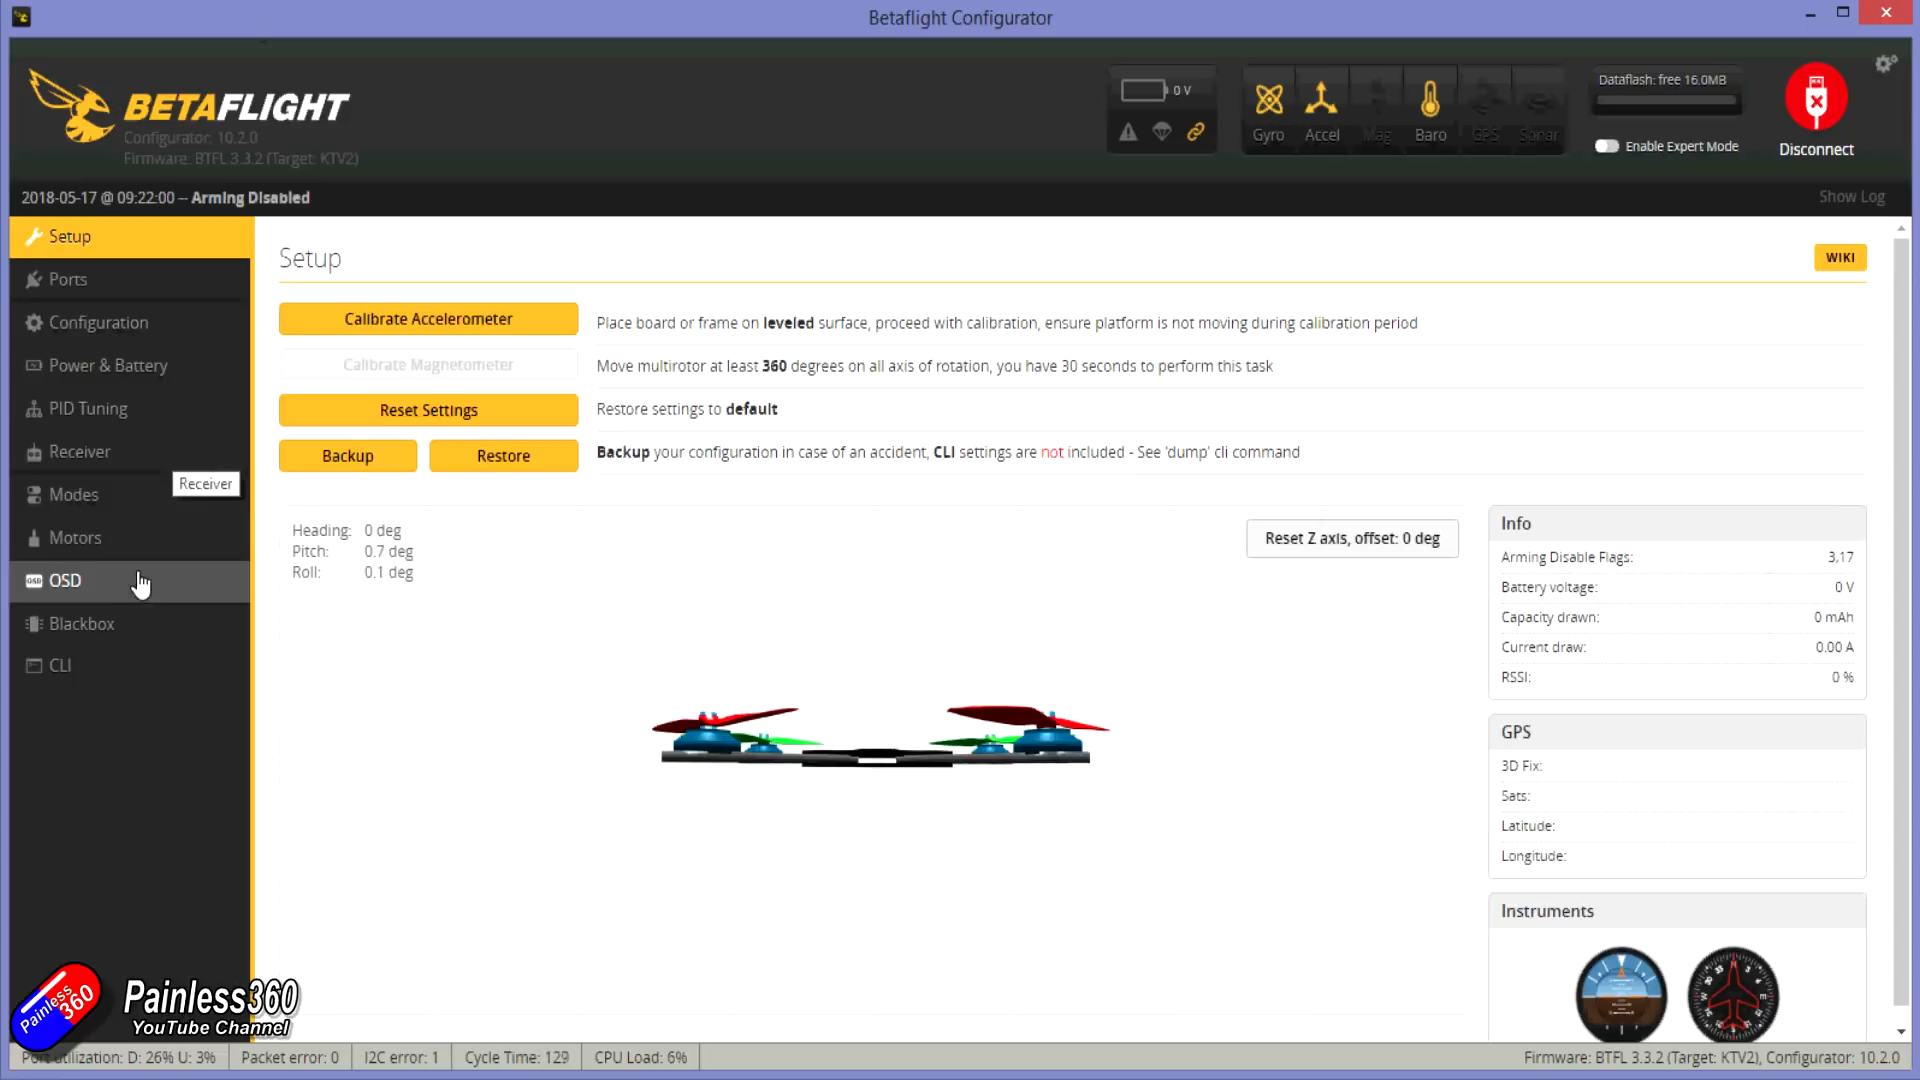 Betaflight Configurator
BETAFLIGHT
Configurator: 10.2.0
Firmware: BTFL 3.3.2 (Target: KTV2)
0 V
Gyro Accel Mag Baro GPS Sonar
Dataflash: free 16.0MB
Enable Expert Mode
Disconnect
2018-05-17 @ 09:22:00 -- Arming Disabled
Show Log
Setup
Ports
Configuration
Power & Battery
PID Tuning
Receiver
Receiver
Modes
Motors
OSD OSD
Blackbox
CLI
Setup
WIKI
Calibrate Accelerometer
Place board or frame on leveled surface, proceed with calibration, ensure platform is not moving during calibration period
Calibrate Magnetometer
Move multirotor at least 360 degrees on all axis of rotation, you have 30 seconds to perform this task
Reset Settings
Restore settings to default
Backup Restore
Backup your configuration in case of an accident, CLI settings are not included - See 'dump' cli command
Heading: 0 deg
Pitch: 0.7 deg
Roll: 0.1 deg
Reset Z axis, offset: 0 deg
Info
Arming Disable Flags: 3,17
Battery voltage: 0 V
Capacity drawn: 0 mAh
Current draw: 0.00 A
RSSI: 0 %
GPS
3D Fix:
Sats:
Latitude:
Longitude:
Instruments
Painless 360
Painless360
YouTube Channel
Port utilization: D: 26% U: 3% Packet error: 0 I2C error: 1 Cycle Time: 129 CPU Load: 6%
Firmware: BTFL 3.3.2 (Target: KTV2), Configurator: 10.2.0